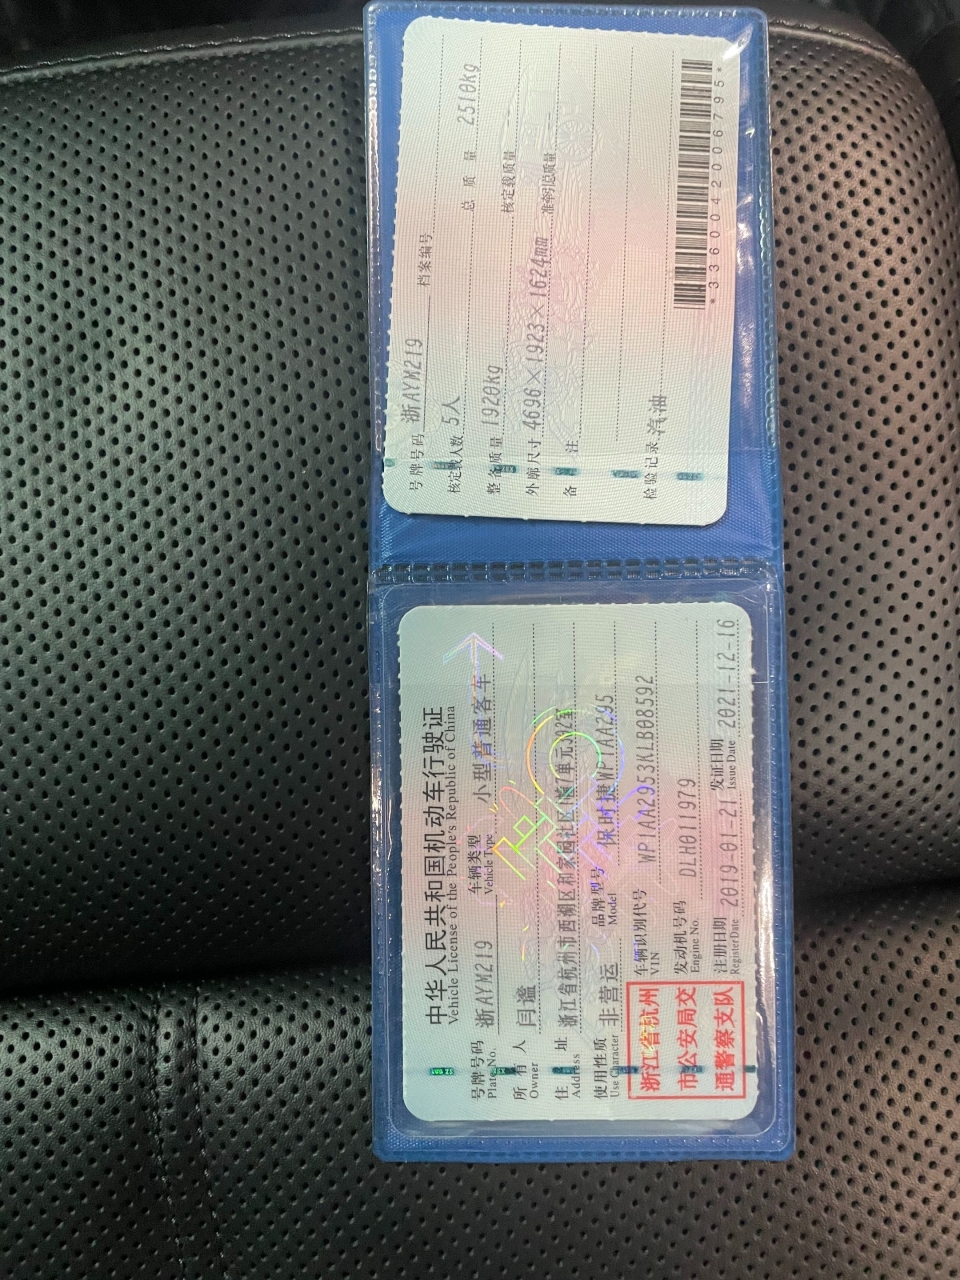 中华人民共和国机动车行驶证
Vehicle License of the People's Republic of China
号牌号码 浙AYM219 车辆类型 小型普通客车
Plate No. Vehicle Type
所有人 闫谧
Owner
住址 浙江省杭州市西湖区和家园社区
Address
使用性质 非营运 品牌型号 保时捷WP1AA295
Use Character Model
浙江省杭州
市公安局交
通警察支队
车辆识别代号 WP1AA2953KLB08592
VIN
发动机号码 DLH011979
Engine No.
注册日期 2019-01-21 发证日期 2021-12-16
Register Date Issue Date
号牌号码 浙AYM219 档案编号
核定载人数 5人 总质量 2510kg
整备质量 1920kg 核定载质量
外廓尺寸 4696×1923×1624mm 准牵引总质量
备注
检验记录 汽油
*3360042006795*